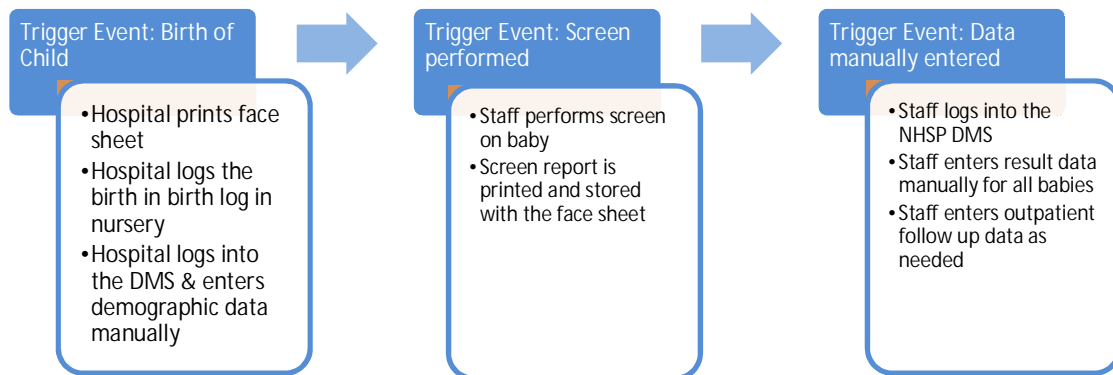 Trigger Event: Birth of
Child
•Hospital prints face
sheet
•Hospital logs the
birth in birth log in
nursery
•Hospital logs into
the DMS & enters
demographic data
manually
Trigger Event: Screen
performed
•Staff performs screen
on baby
•Screen report is
printed and stored
with the face sheet
Trigger Event: Data
manually entered
•Staff logs into the
NHSP DMS
•Staff enters result data
manually for all babies
•Staff enters outpatient
follow up data as
needed